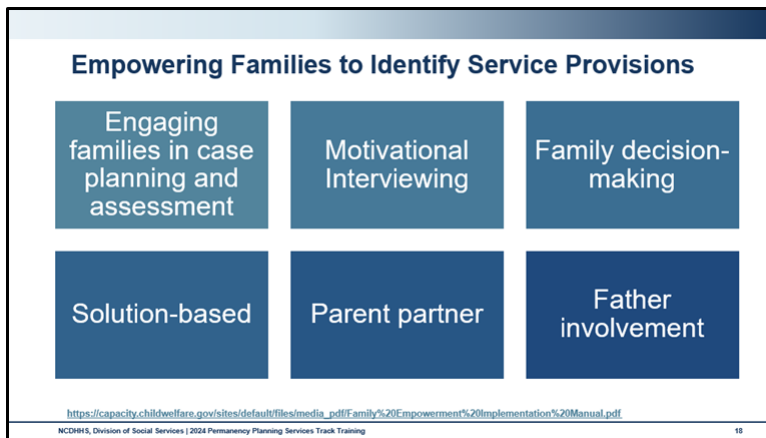 Empowering Families to Identify Service Provisions
Engaging
families in case
planning and
assessment
Motivational
Interviewing
Family decision-
making
Solution-based
Parent partner
Father
involvement
https://capacity.childwelfare.gov/sites/default/files/media_pdf/Family%20Empowerment%20Implementation%20Manual.pdf
NCDHHS, Division of Social Services | 2024 Permanency Planning Services Track Training
18